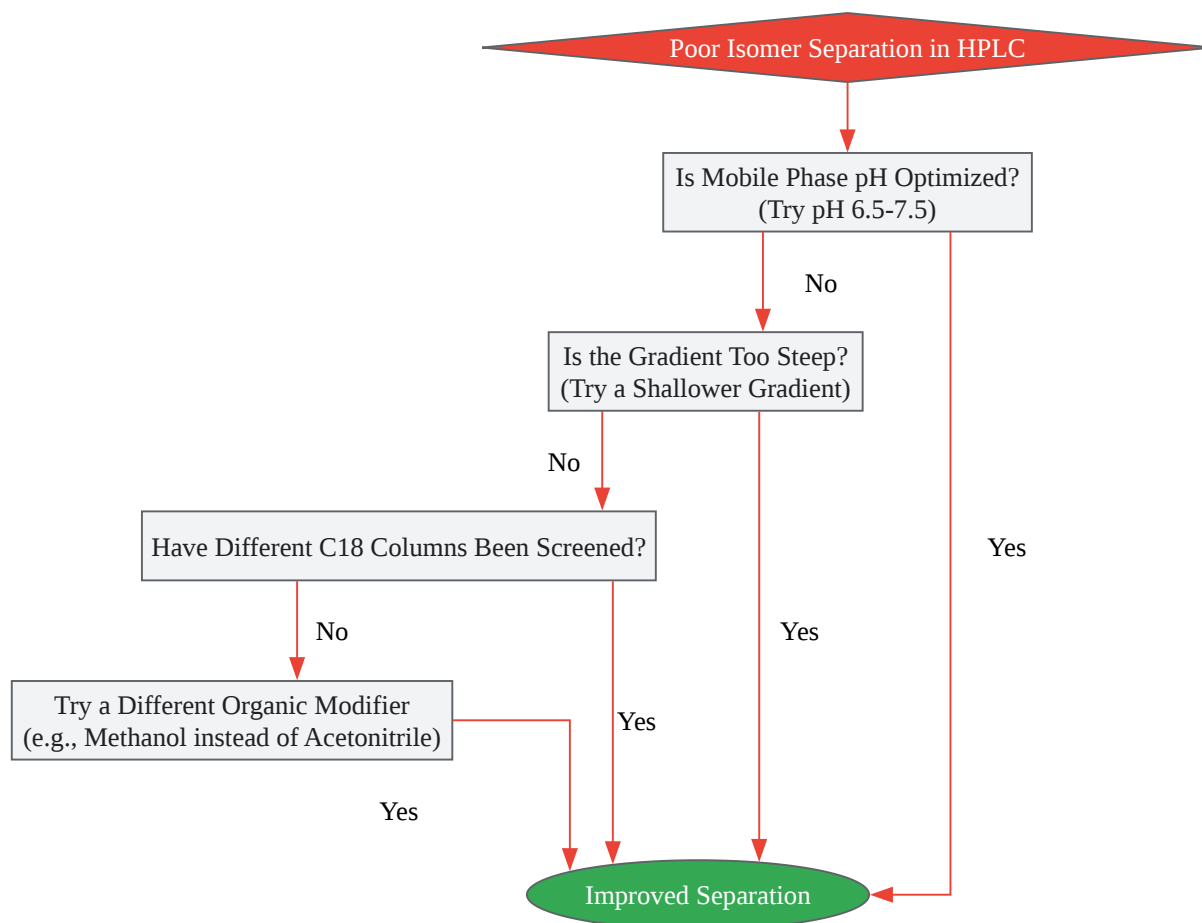 Poor Isomer Separation in HPLC
Is Mobile Phase pH Optimized?
(Try pH 6.5-7.5)
No
Is the Gradient Too Steep?
(Try a Shallower Gradient)
No
Have Different C18 Columns Been Screened?
Yes
No
Yes
Try a Different Organic Modifier
(e.g., Methanol instead of Acetonitrile)
Yes
Yes
Improved Separation